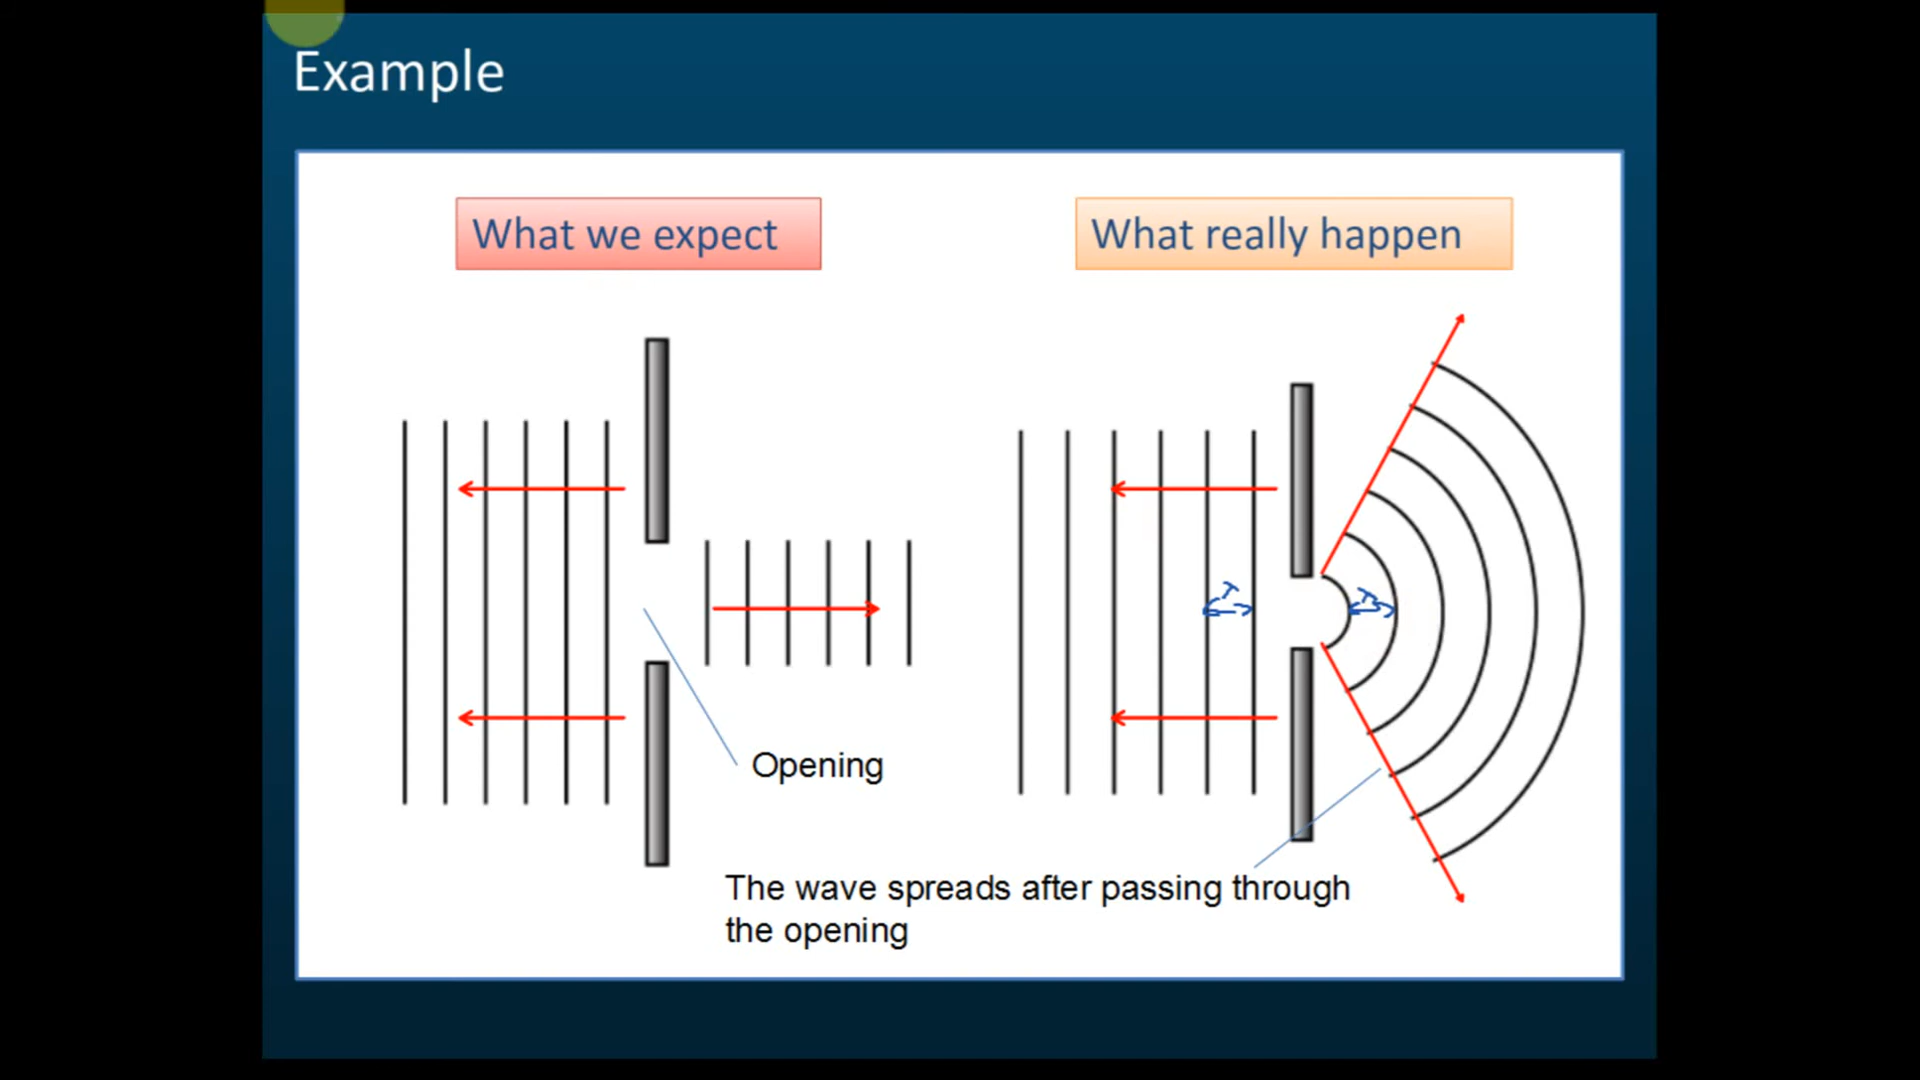 Example
What we expect
What really happen
Opening
The wave spreads after passing through
the opening